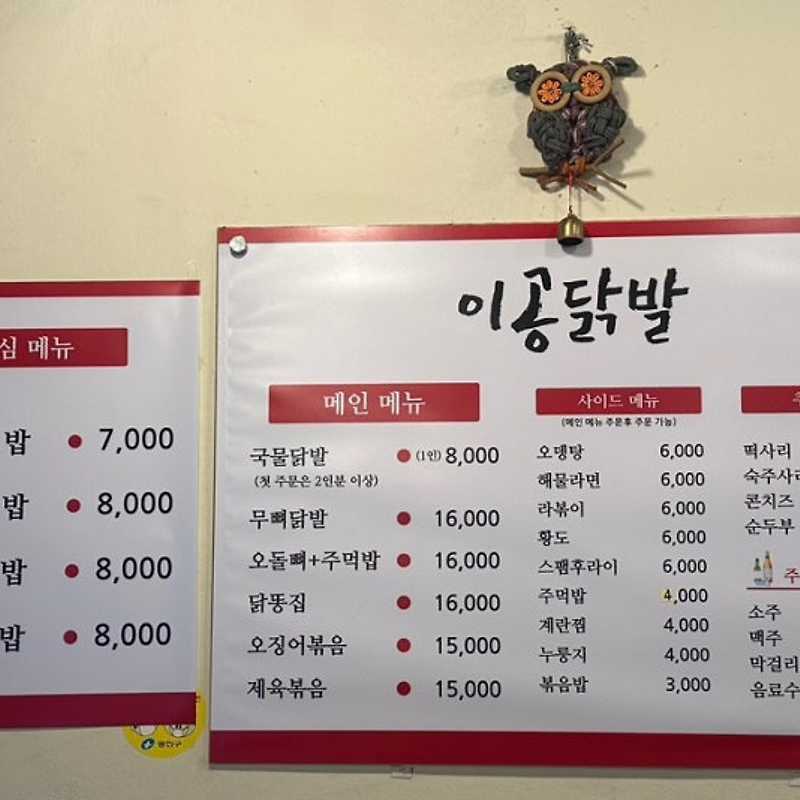 심 메뉴
밥 7,000
밥 8,000
밥 8,000
밥 8,000
이공닭발
메인 메뉴
국물닭발 (1인) 8,000
(첫 주문은 2인분 이상)
무뼈닭발 16,000
오돌뼈+주먹밥 16,000
닭똥집 16,000
오징어볶음 15,000
제육볶음 15,000
사이드 메뉴
(메인 메뉴 주문후 주문 가능)
오뎅탕 6,000
해물라면 6,000
라볶이 6,000
황도 6,000
스팸후라이 6,000
주먹밥 4,000
계란찜 4,000
누룽지 4,000
볶음밥 3,000
떡사리
숙주사리
콘치즈
순두부
주
소주
맥주
막걸리
음료수